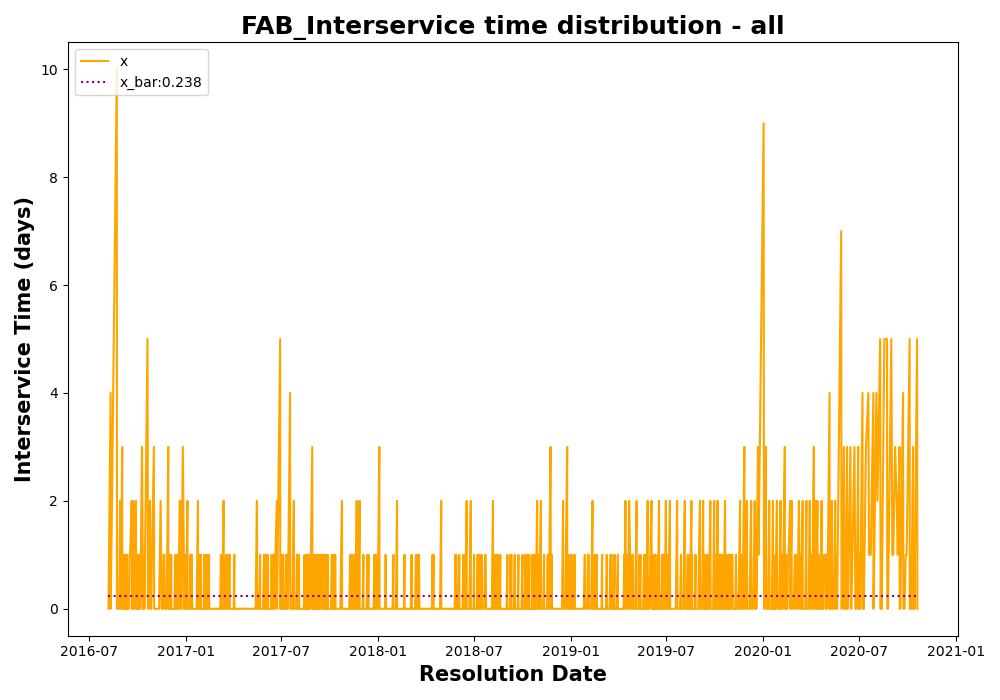 FAB_Interservice time distribution - all
x
x_bar:0.238
10
8
6
4
2
0
Interservice Time (days)
2016-07 2017-01 2017-07 2018-01 2018-07 2019-01 2019-07 2020-01 2020-07 2021-01
Resolution Date